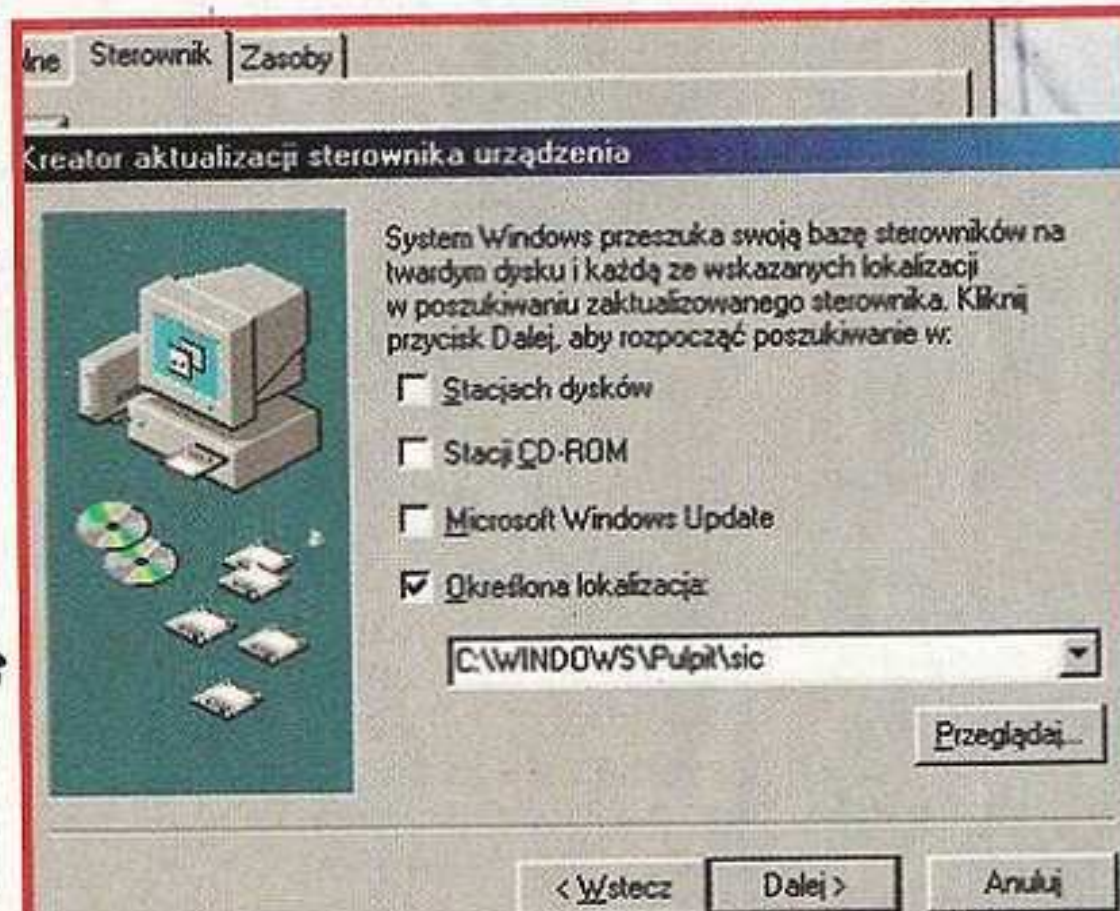 lne Sterownik Zasoby
Kreator aktualizacji sterownika urządzenia
System Windows przeszuka swoją bazę sterowników na
twardym dysku i każdą ze wskazanych lokalizacji
w poszukiwaniu zaktualizowanego sterownika. Kliknij
przycisk Dalej, aby rozpocząć poszukiwanie w:
Stacjach dysków
Stacji CD-ROM
Microsoft Windows Update
Określona lokalizacja:
C:\WINDOWS\Pulpit\sic
Przeglądaj...
< Wstecz Dalej > Anuluj